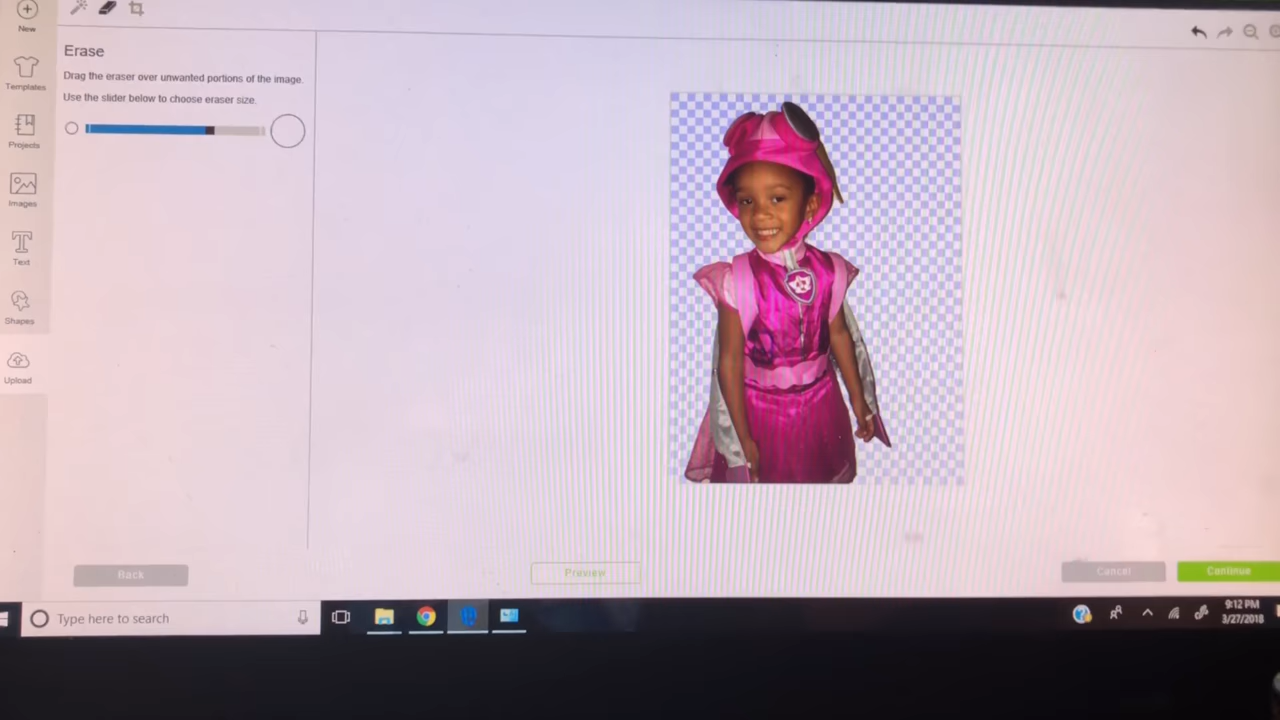 New
Templates
Projects
Images
Text
Shapes
Upload
Erase
Drag the eraser over unwanted portions of the image.
Use the slider below to choose eraser size.
Back
Preview
Cancel
Continue
Type here to search
9:12 PM
3/27/2018